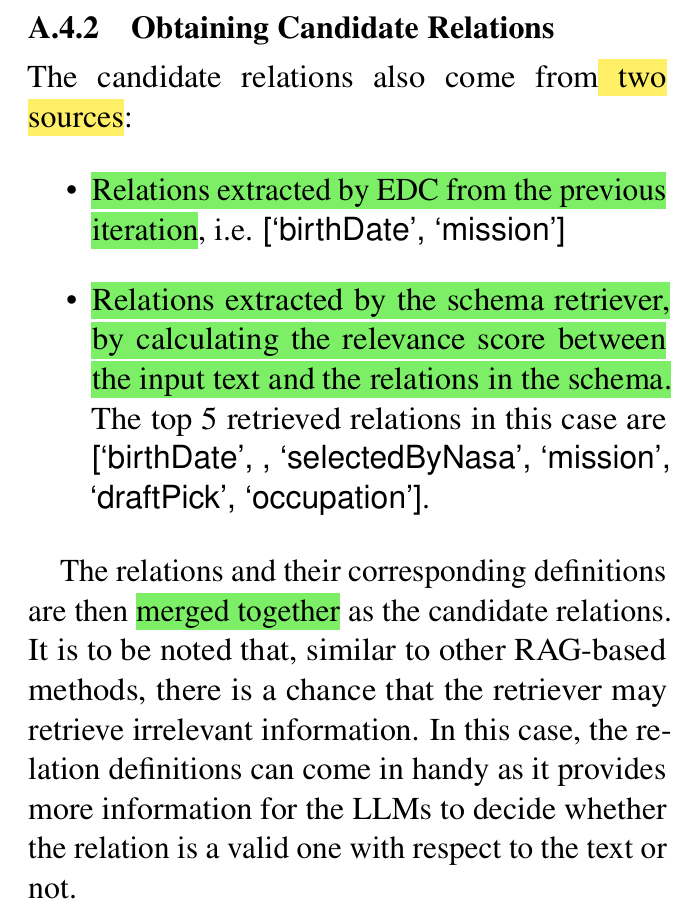 A.4.2 Obtaining Candidate Relations
The candidate relations also come from two
sources:
• Relations extracted by EDC from the previous
iteration, i.e. [‘birthDate’, ‘mission’]
• Relations extracted by the schema retriever,
by calculating the relevance score between
the input text and the relations in the schema.
The top 5 retrieved relations in this case are
[‘birthDate’, , ‘selectedByNasa’, ‘mission’,
‘draftPick’, ‘occupation’].
The relations and their corresponding definitions
are then merged together as the candidate relations.
It is to be noted that, similar to other RAG-based
methods, there is a chance that the retriever may
retrieve irrelevant information. In this case, the re-
lation definitions can come in handy as it provides
more information for the LLMs to decide whether
the relation is a valid one with respect to the text or
not.